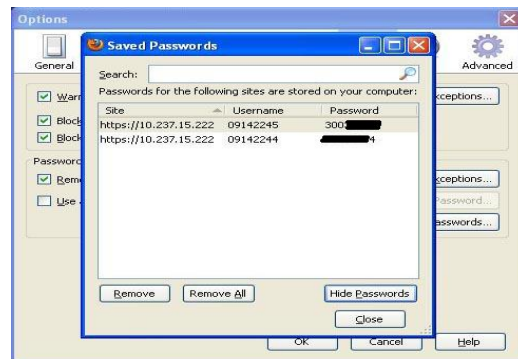 Options
Saved Passwords
General
Advanced
Search:
Passwords for the following sites are stored on your computer:
Site Username Password
https://10.237.15.222 09142245 300
https://10.237.15.222 09142244 4
Warn
Block
Block
Passwor
Reme
Use
xceptions...
xceptions...
Password...
asswords...
Remove Remove All Hide Passwords
Close
OK Cancel Help